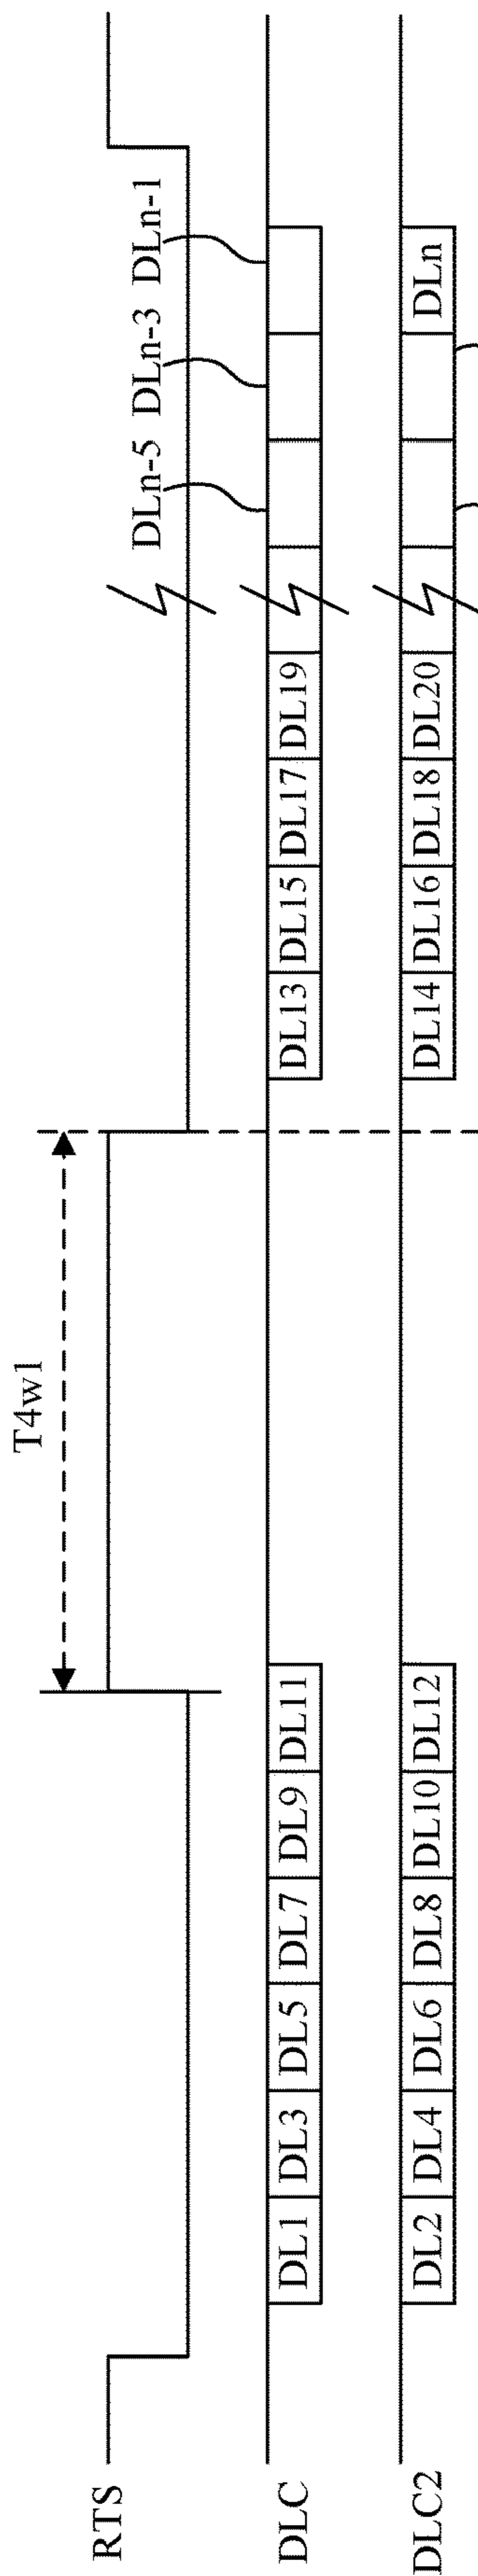 T4w1
RTS
DLn-5 DLn-3 DLn-1
DLC
DL1 DL3 DL5 DL7 DL9 DL11 DL13 DL15 DL17 DL19
DLC2
DL2 DL4 DL6 DL8 DL10 DL12 DL14 DL16 DL18 DL20 DLn